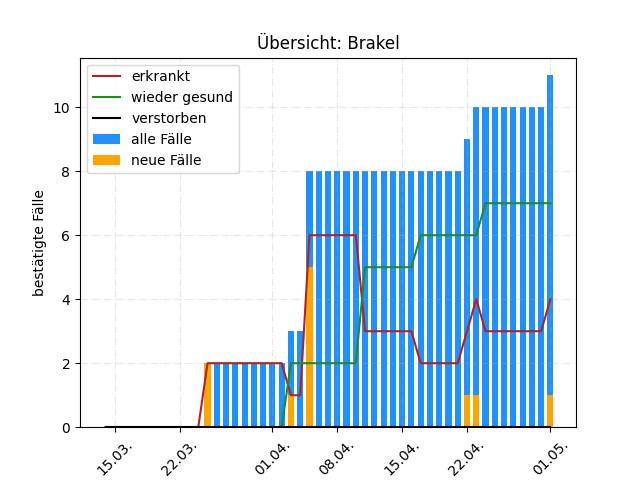 Übersicht: Brakel
erkrankt
wieder gesund
verstorben
alle Fälle
neue Fälle
bestätigte Fälle
10
8
6
4
2
0
15.03.
22.03.
01.04.
08.04.
15.04.
22.04.
01.05.